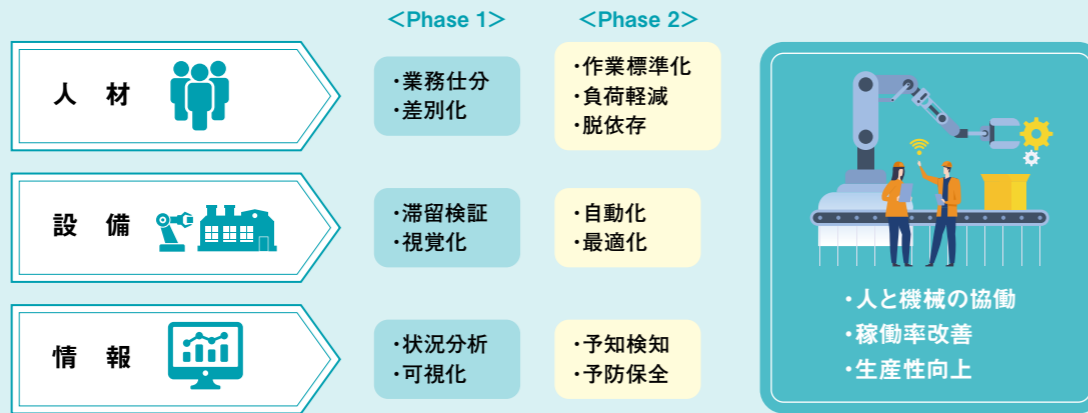 <Phase 1>
<Phase 2>
人 材
・業務仕分
・差別化
・作業標準化
・負荷軽減
・脱依存
設 備
・滞留検証
・視覚化
・自動化
・最適化
情 報
・状況分析
・可視化
・予知検知
・予防保全
・人と機械の協働
・稼働率改善
・生産性向上